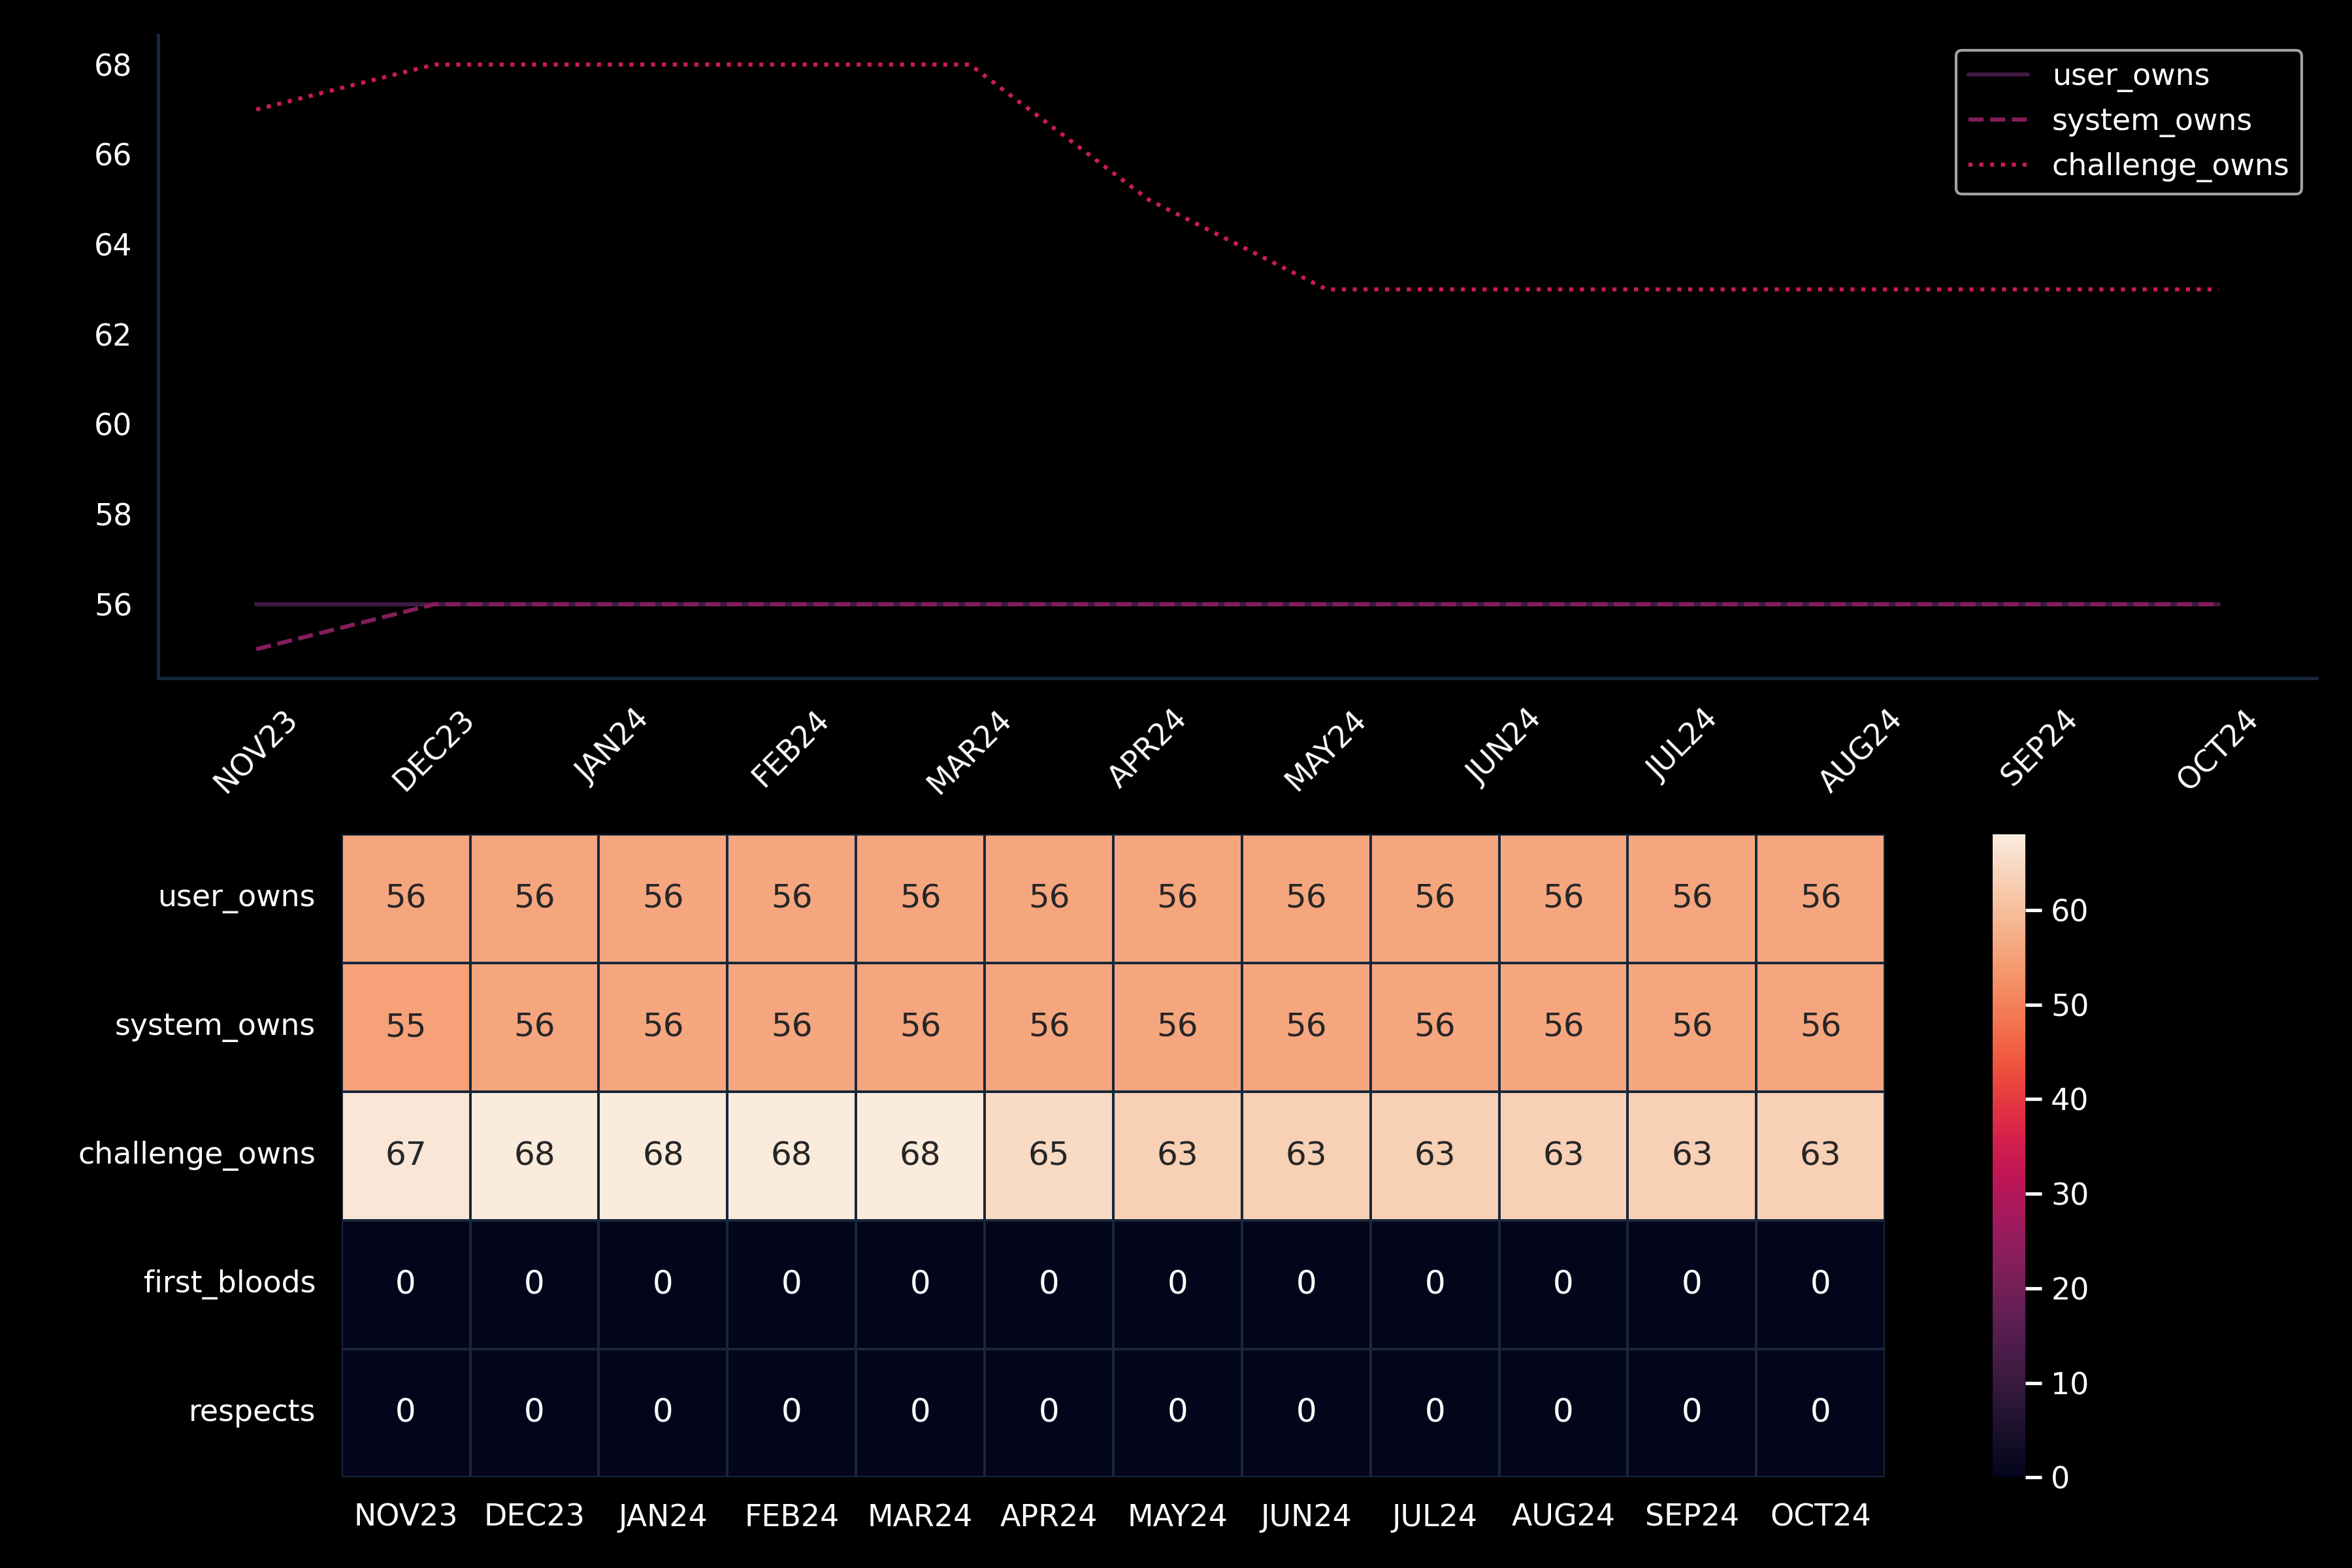 68
66
64
62
60
58
56
user_owns
system_owns
challenge_owns
NOV23 DEC23 JAN24 FEB24 MAR24 APR24 MAY24 JUN24 JUL24 AUG24 SEP24 OCT24
user_owns 56 56 56 56 56 56 56 56 56 56 56 56
system_owns 55 56 56 56 56 56 56 56 56 56 56 56
challenge_owns 67 68 68 68 68 65 63 63 63 63 63 63
first_bloods 0 0 0 0 0 0 0 0 0 0 0 0
respects 0 0 0 0 0 0 0 0 0 0 0 0
NOV23 DEC23 JAN24 FEB24 MAR24 APR24 MAY24 JUN24 JUL24 AUG24 SEP24 OCT24
60
50
40
30
20
10
0